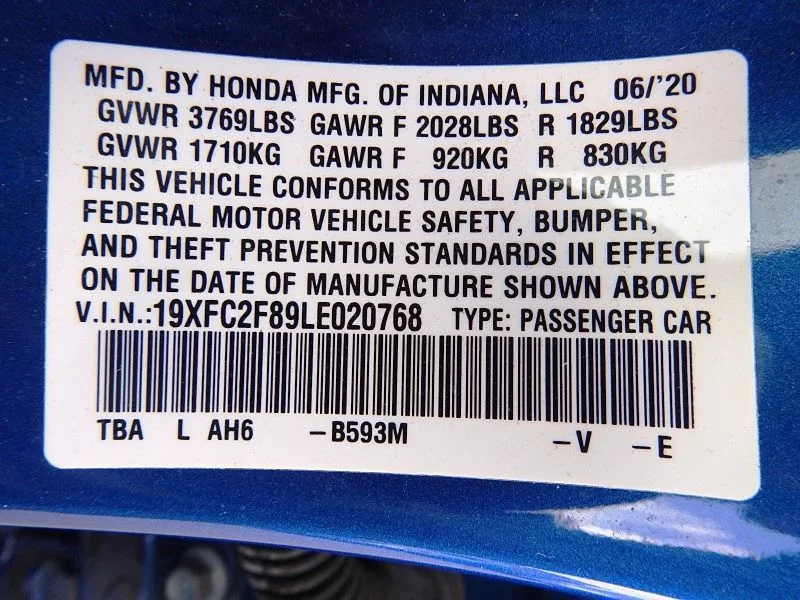 MFD. BY HONDA MFG. OF INDIANA, LLC 06/'20
GVWR 3769LBS GAWR F 2028LBS R 1829LBS
GVWR 1710KG GAWR F 920KG R 830KG
THIS VEHICLE CONFORMS TO ALL APPLICABLE
FEDERAL MOTOR VEHICLE SAFETY, BUMPER,
AND THEFT PREVENTION STANDARDS IN EFFECT
ON THE DATE OF MANUFACTURE SHOWN ABOVE.
V.I.N.:19XFC2F89LE020768 TYPE: PASSENGER CAR
TBA L AH6 -B593M -V -E